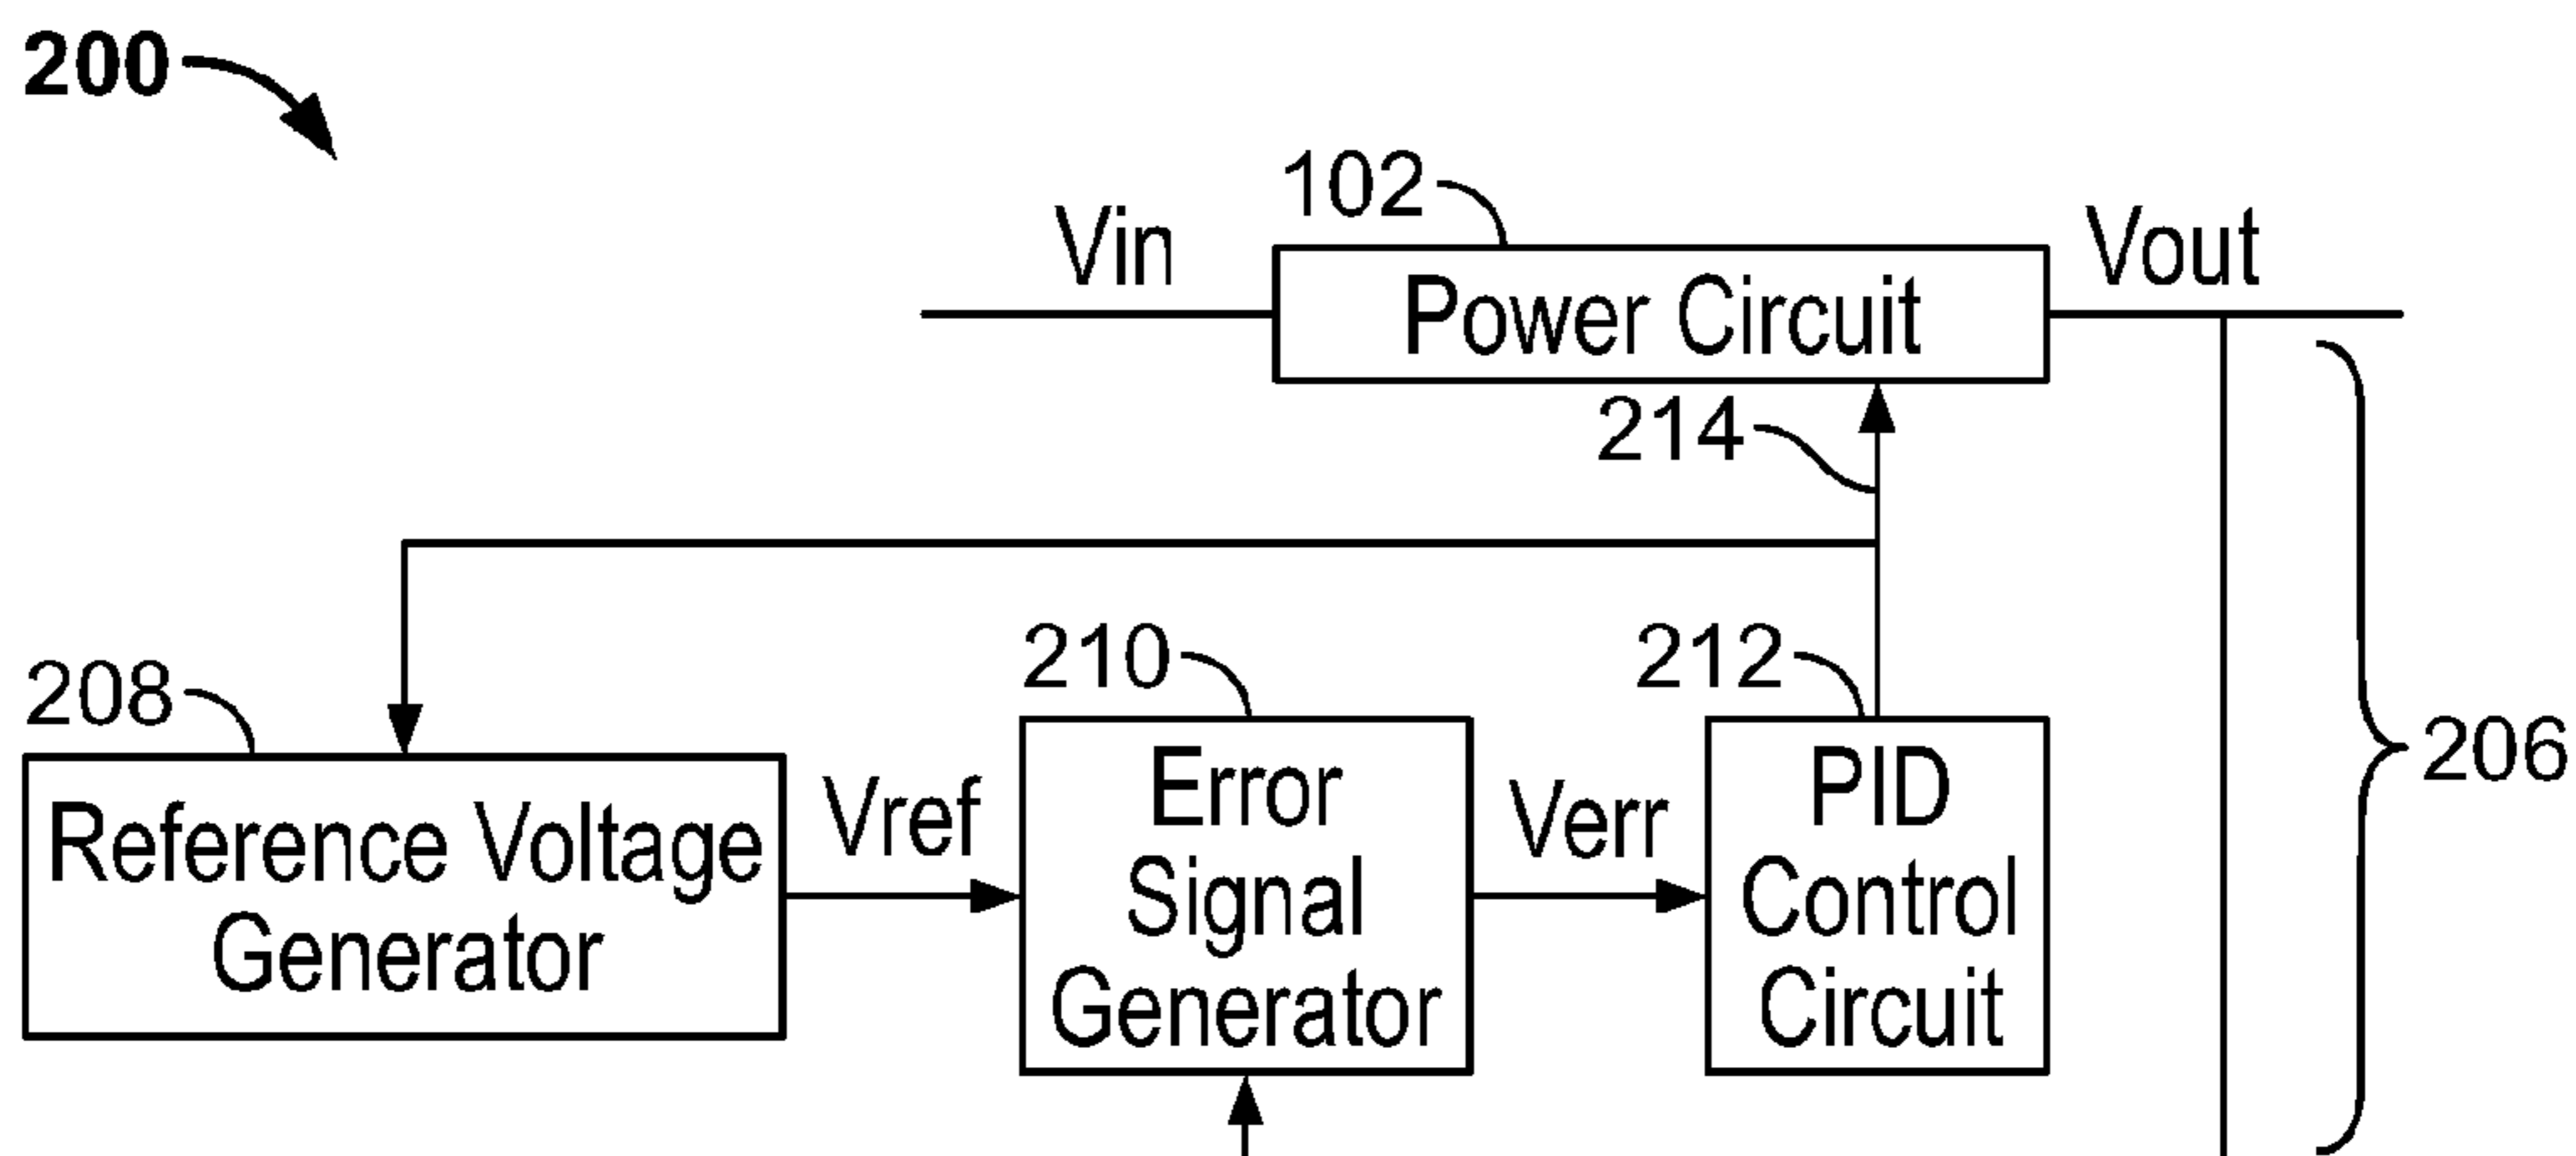 200
102
Vin
Vout
Power Circuit
214
208
210
212
206
Reference Voltage
Generator
Vref
Error
Signal
Generator
Verr
PID
Control
Circuit